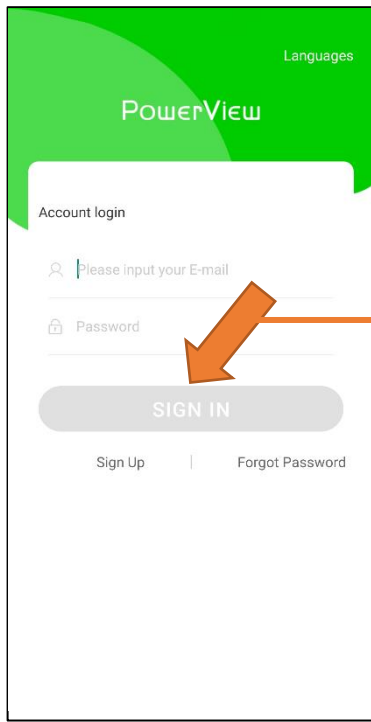 Languages
PowerView
Account login
Please input your E-mail
Password
SIGN IN
Sign Up | Forgot Password